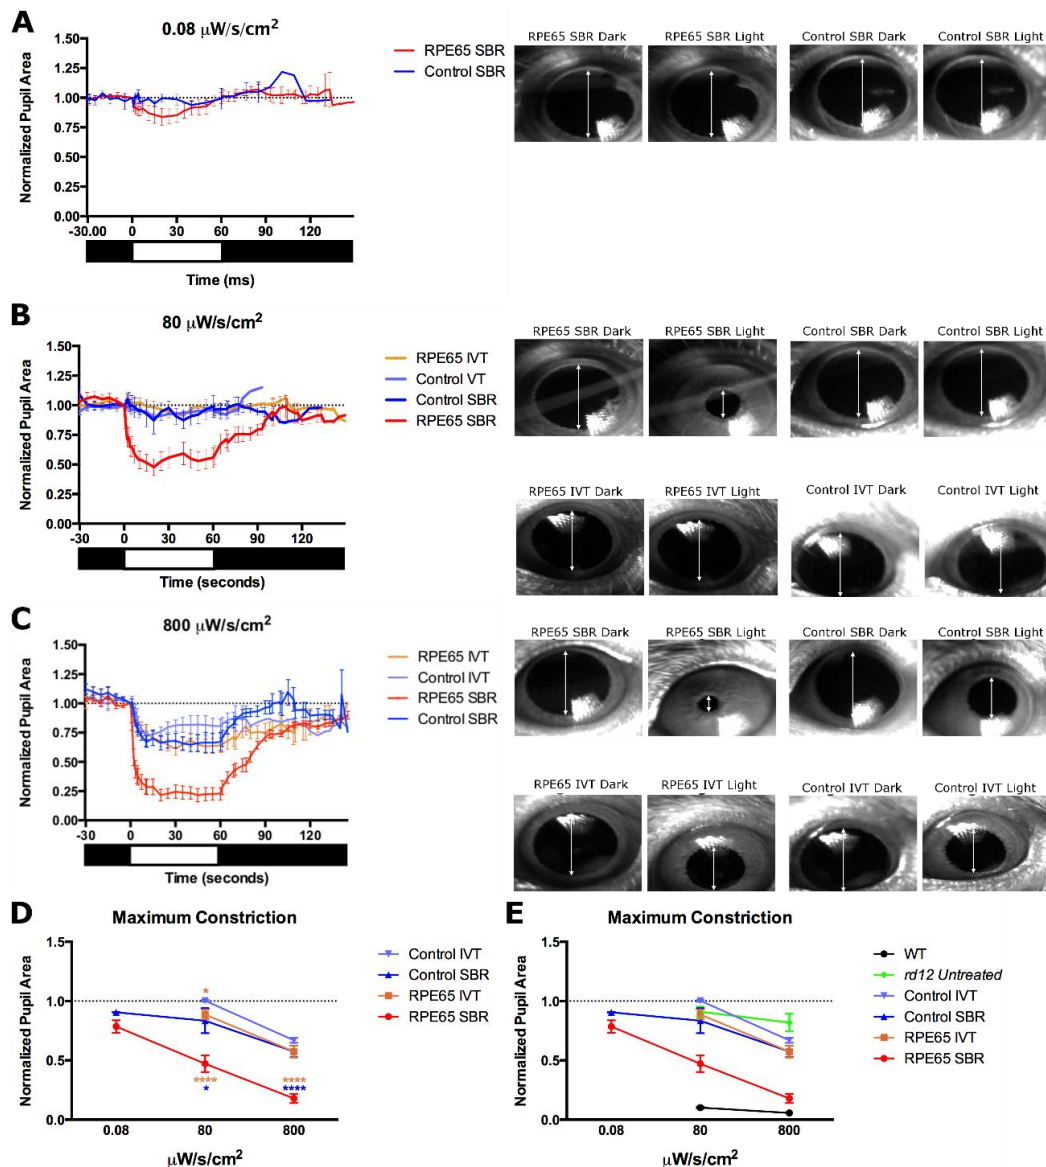 A
0.08 μW/s/cm²
Normalized Pupil Area
1.50
1.25
1.00
0.75
0.50
0.25
0.00
-30.00 0 30 60 90 120
Time (ms)
RPE65 SBR
Control SBR
RPE65 SBR Dark
RPE65 SBR Light
Control SBR Dark
Control SBR Light
B
80 μW/s/cm²
Normalized Pupil Area
1.50
1.25
1.00
0.75
0.50
0.25
0.00
-30 0 30 60 90 120
Time (seconds)
RPE65 IVT
Control VT
Control SBR
RPE65 SBR
RPE65 SBR Dark
RPE65 SBR Light
Control SBR Dark
Control SBR Light
RPE65 IVT Dark
RPE65 IVT Light
Control IVT Dark
Control IVT Light
C
800 μW/s/cm²
Normalized Pupil Area
1.50
1.25
1.00
0.75
0.50
0.25
0.00
-30 0 30 60 90 120
Time (seconds)
RPE65 IVT
Control IVT
RPE65 SBR
Control SBR
RPE65 SBR Dark
RPE65 SBR Light
Control SBR Dark
Control SBR Light
RPE65 IVT Dark
RPE65 IVT Light
Control IVT Dark
Control IVT Light
D
Maximum Constriction
Normalized Pupil Area
1.5
1.0
0.5
0.0
*
****
*
****
****
0.08 80 800
μW/s/cm²
Control IVT
Control SBR
RPE65 IVT
RPE65 SBR
E
Maximum Constriction
Normalized Pupil Area
1.5
1.0
0.5
0.0
0.08 80 800
μW/s/cm²
WT
rd12 Untreated
Control IVT
Control SBR
RPE65 IVT
RPE65 SBR